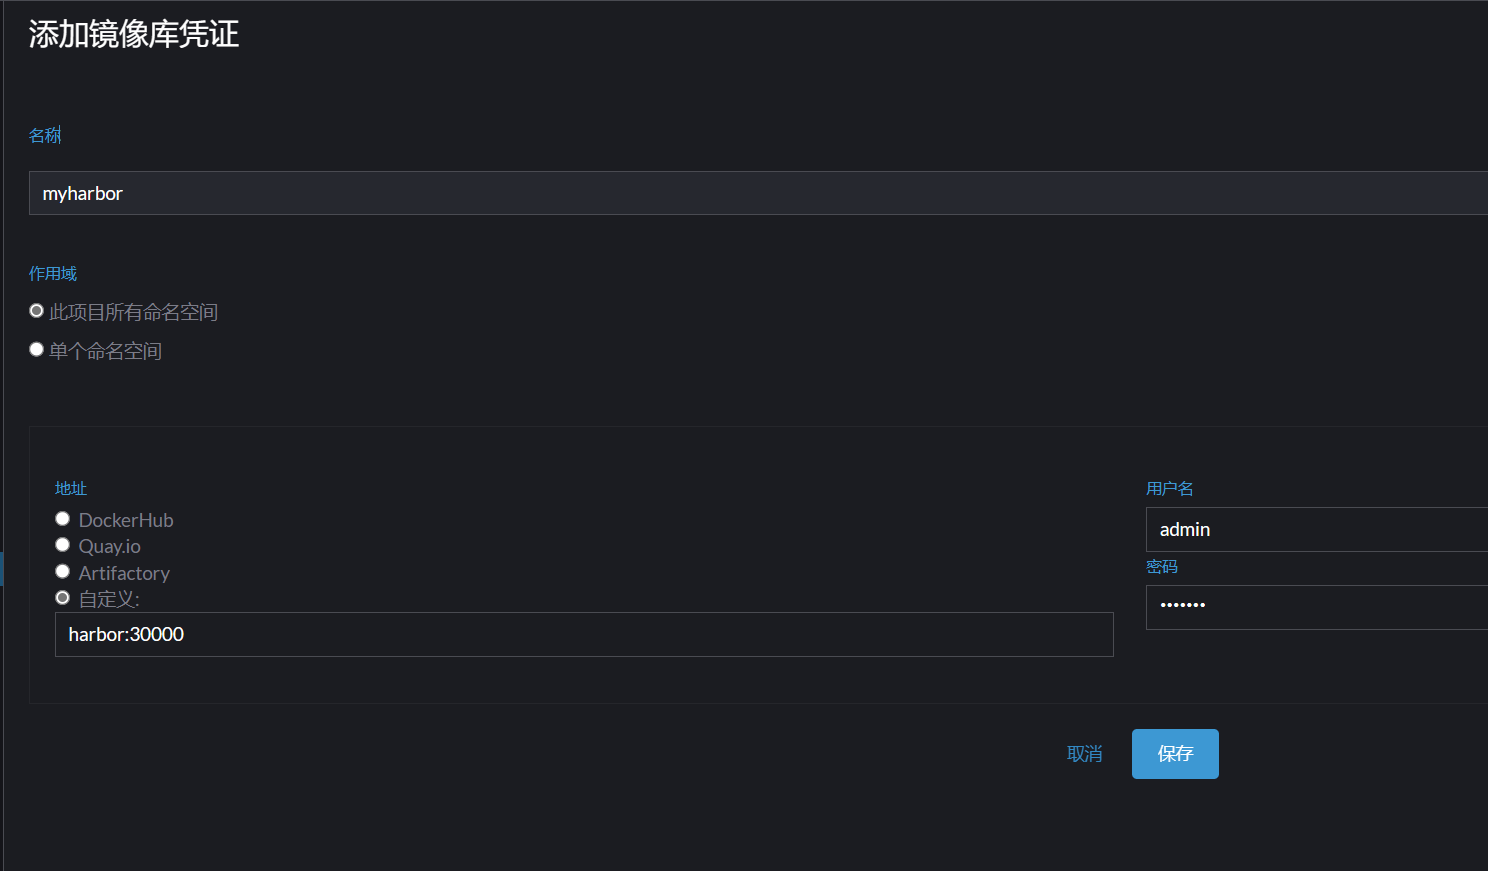 添加镜像库凭证
名称
myharbor
作用域
此项目所有命名空间
单个命名空间
地址
DockerHub
Quay.io
Artifactory
自定义:
harbor:30000
用户名
admin
密码
•••••••
取消
保存